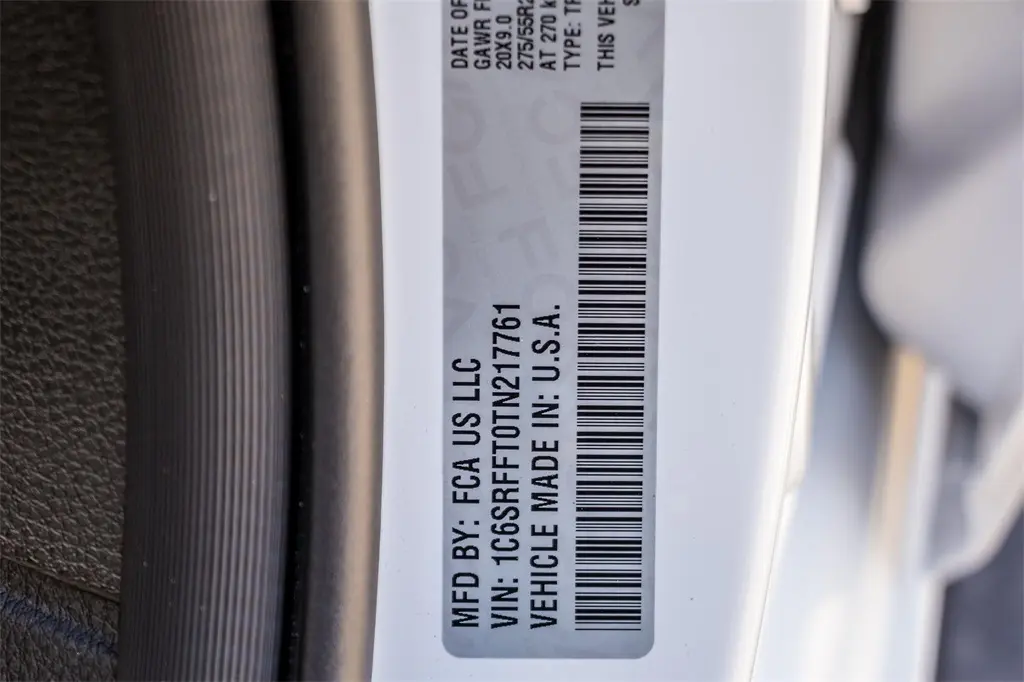 MFD BY: FCA US LLC
VIN: 1C6SRFFT0TN217761
VEHICLE MADE IN: U.S.A.
DATE OF
GAWR
20X9.0
275/55R2
AT 270
TYPE:
THIS